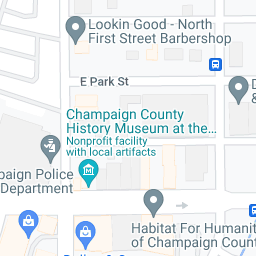 Lookin Good - North
First Street Barbershop
E Park St
D
&
Champaign County
History Museum at the...
Nonprofit facility
with local artifacts
paign Police
Department
Habitat For Humanit
of Champaign Count